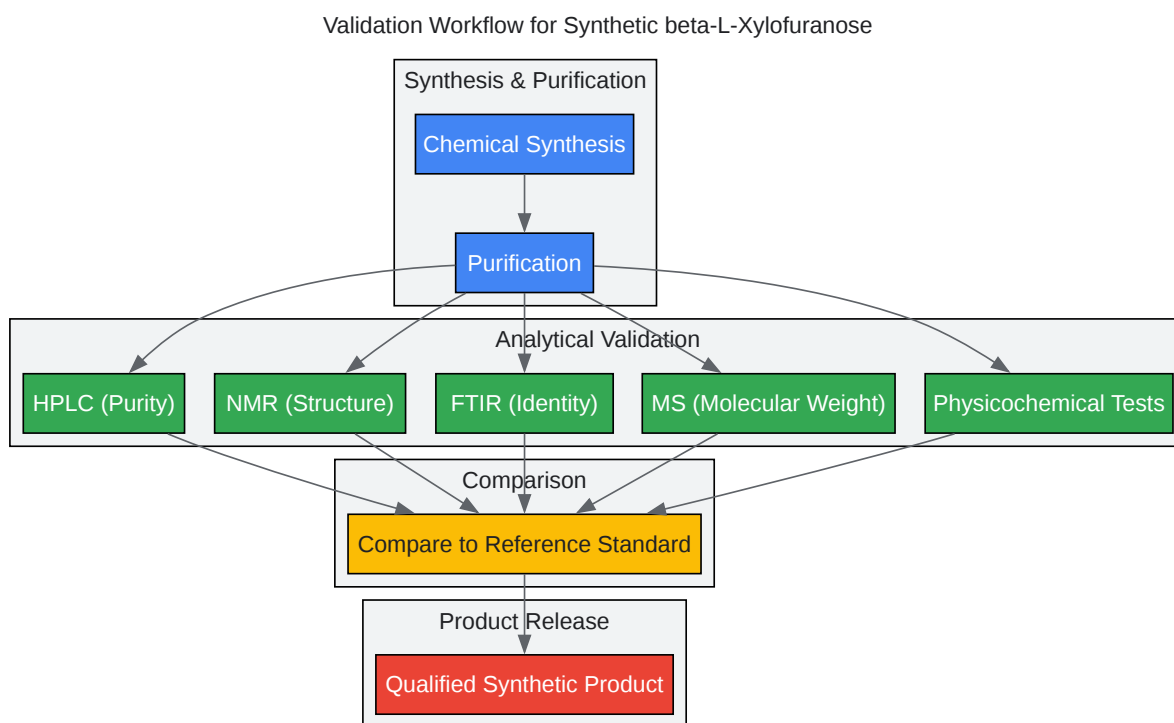 Validation Workflow for Synthetic beta-L-Xylofuranose
Synthesis & Purification
Chemical Synthesis
Purification
Analytical Validation
HPLC (Purity)
NMR (Structure)
FTIR (Identity)
MS (Molecular Weight)
Physicochemical Tests
Comparison
Compare to Reference Standard
Product Release
Qualified Synthetic Product